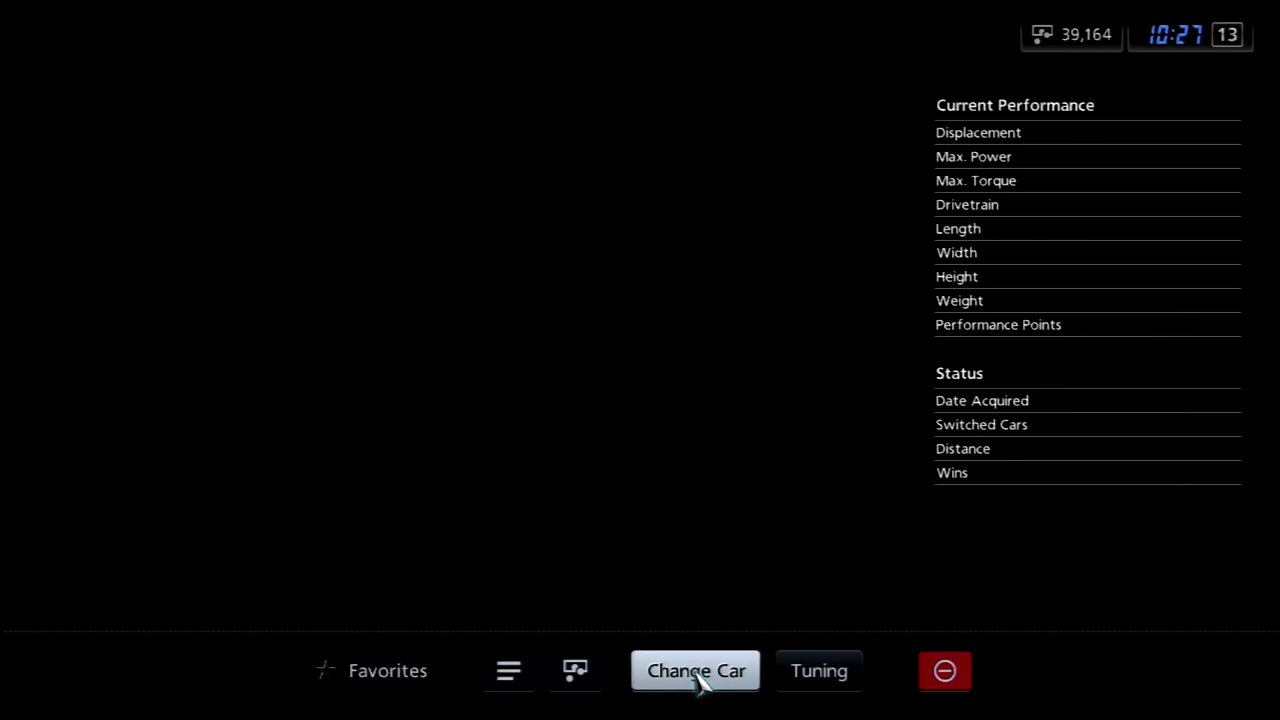 39,164 10:27 13
Current Performance
Displacement
Max. Power
Max. Torque
Drivetrain
Length
Width
Height
Weight
Performance Points
Status
Date Acquired
Switched Cars
Distance
Wins
Favorites Change Car Tuning